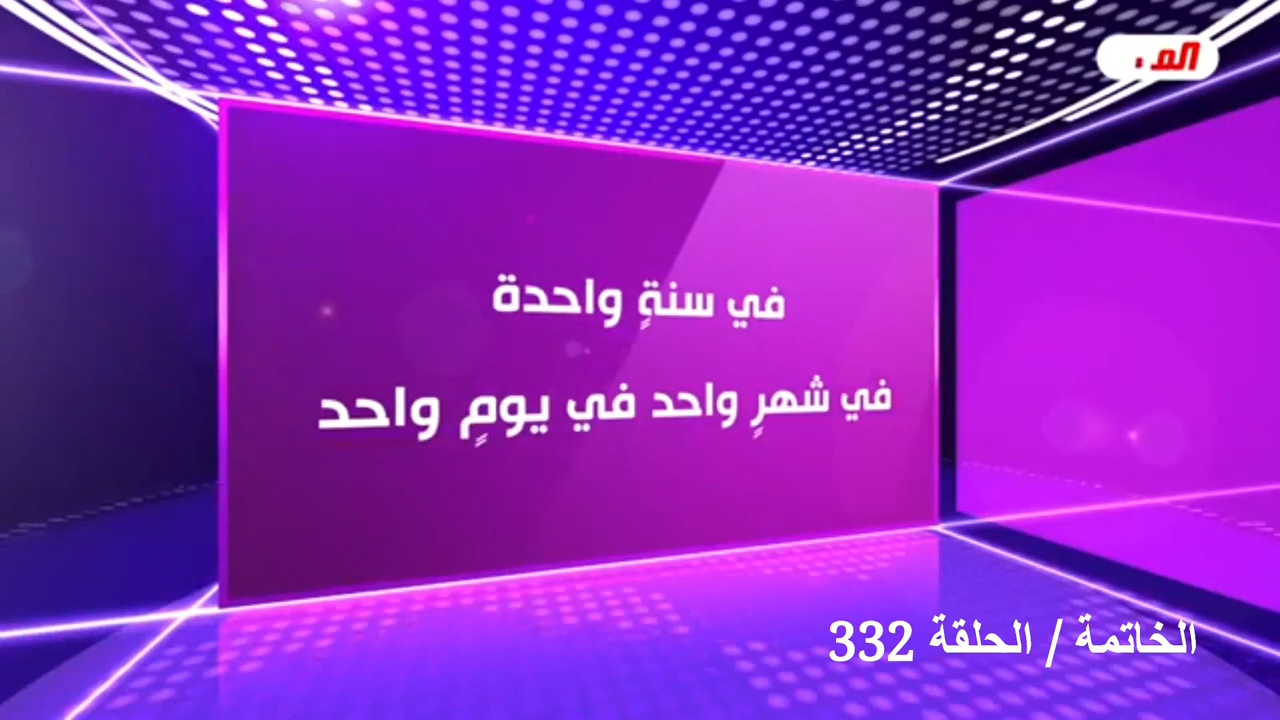 في سنةٍ واحدة
في شهرٍ واحد في يومٍ واحد
الخاتمة / الحلقة 332